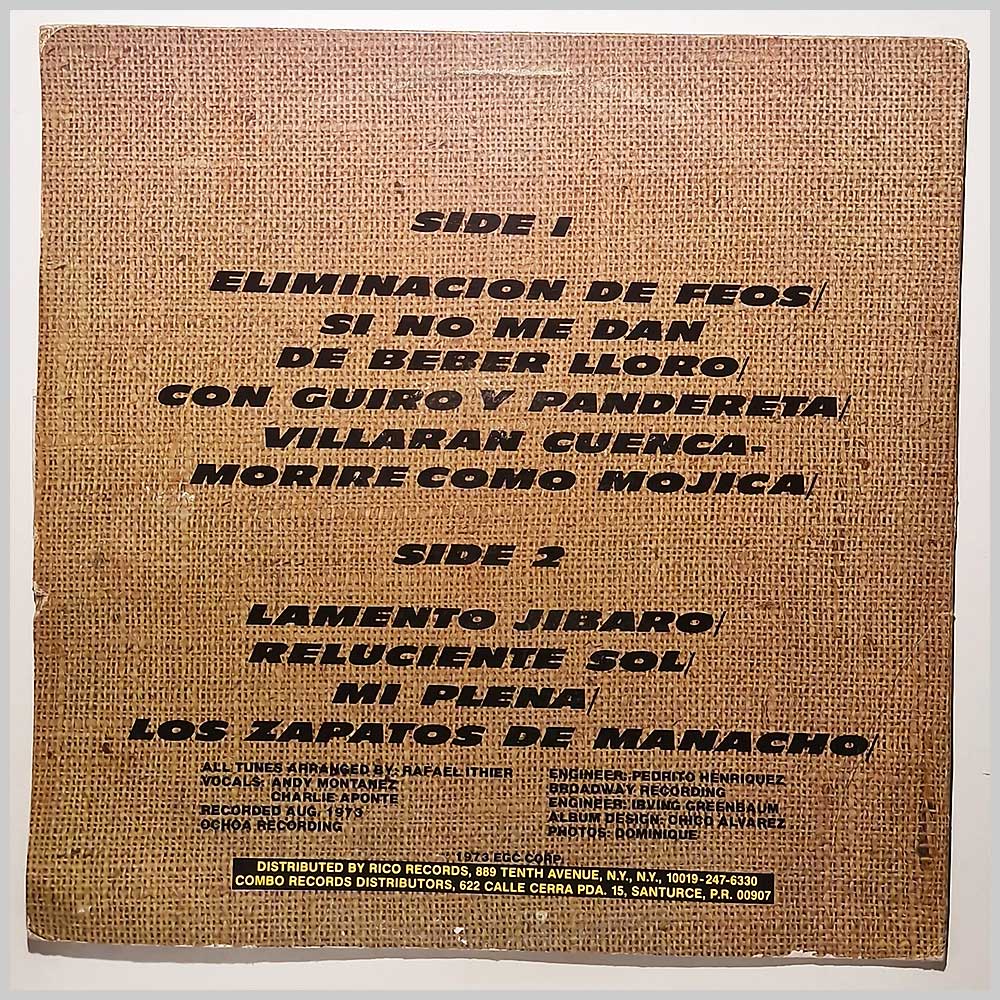 SIDE 1
ELIMINACION DE FEOS/
SI NO ME DAN
DE BEBER LLORO/
CON GUIRO Y PANDERETA/
VILLARAN CUENCA-
MORIRE COMO MOJICA/
SIDE 2
LAMENTO JIBARO/
RELUCIENTE SOL/
MI PLENA/
LOS ZAPATOS DE MANACHO/
ALL TUNES ARRANGED BY: RAFAEL ITHIER
VOCALS: ANDY MONTANEZ
CHARLIE APONTE
RECORDED AUG. 1973
OCHOA RECORDING
ENGINEER: PEDRITO HENRIQUEZ
BROADWAY RECORDING
ENGINEER: IRVING GREENBAUM
ALBUM DESIGN: DRICO ALVAREZ
PHOTOS: DOMINIQUE
1973 EGC CORP.
DISTRIBUTED BY RICO RECORDS, 889 TENTH AVENUE, N.Y., N.Y., 10019-247-6330
COMBO RECORDS DISTRIBUTORS, 622 CALLE CERRA PDA. 15, SANTURCE, P.R. 00907